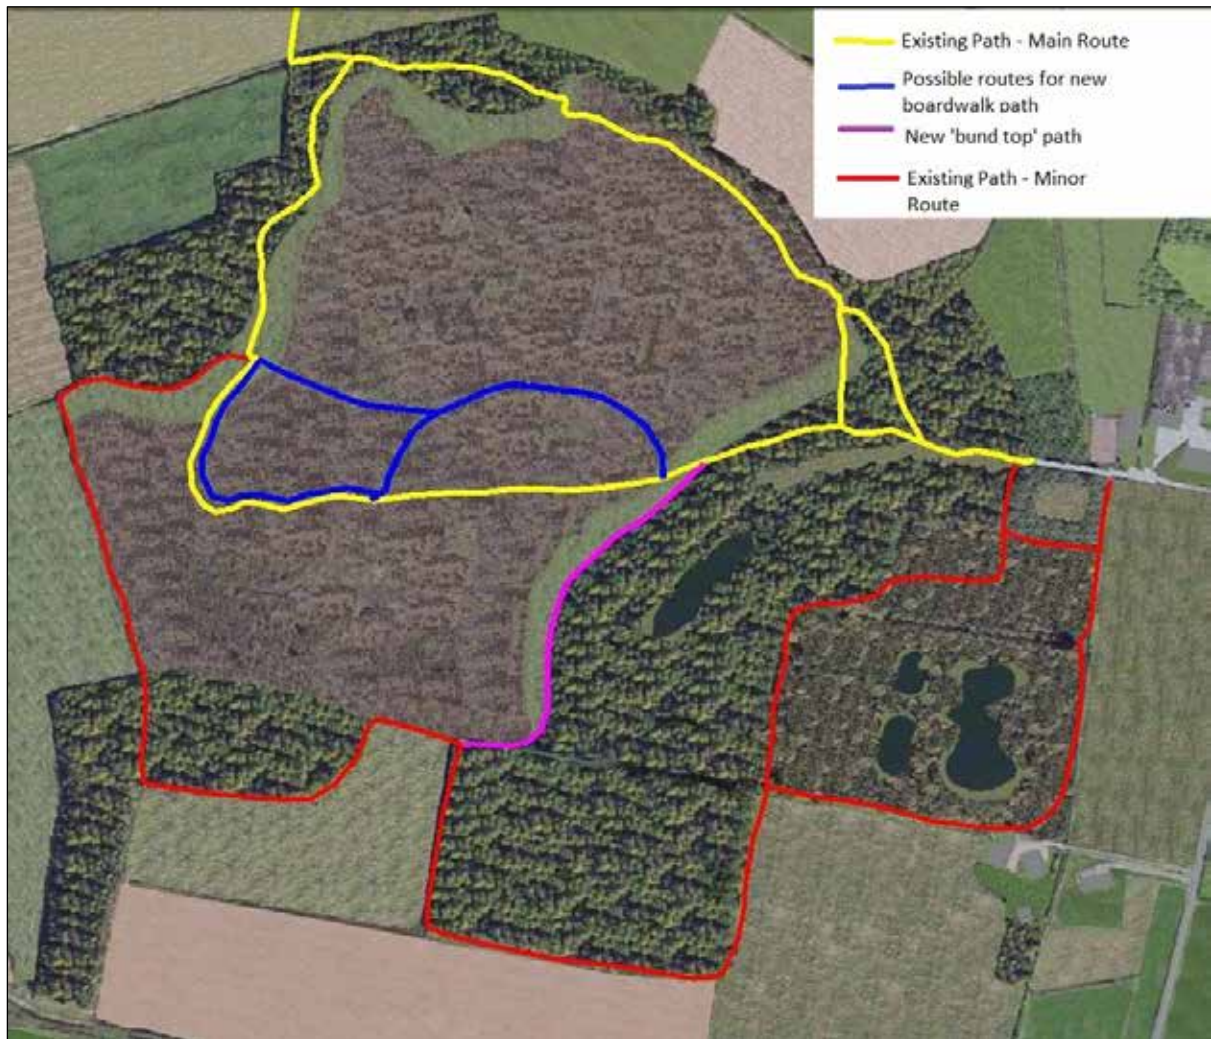 Existing Path - Main Route
Possible routes for new
boardwalk path
New 'bund top' path
Existing Path - Minor
Route